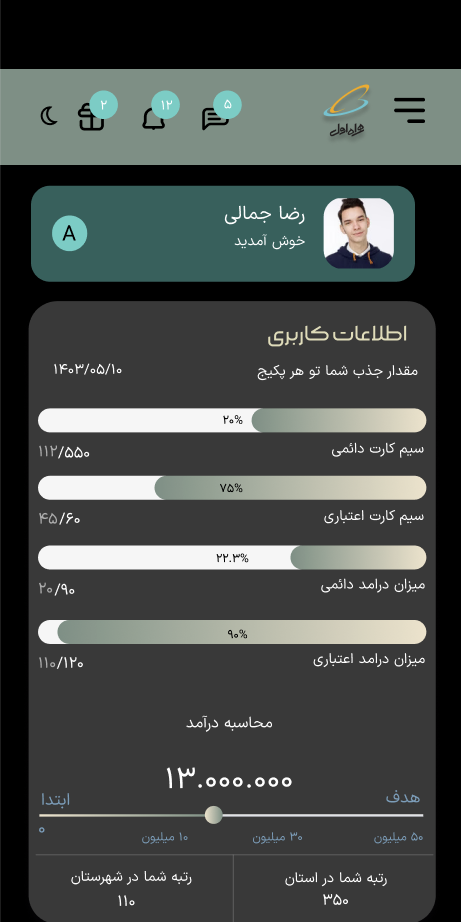 ۲
۱۲
۵
همراه اول
رضا جمالی
خوش آمدید
A
اطلاعات کاربری
مقدار جذب شما تو هر پکیج
۱۴۰۳/۰۵/۱۰
۲۰%
سیم کارت دائمی
۱۱۲/۵۵۰
۷۵%
سیم کارت اعتباری
۴۵/۶۰
۲۲.۳%
میزان درامد دائمی
۲۰/۹۰
۹۰%
میزان درامد اعتباری
۱۱۰/۱۲۰
محاسبه درآمد
۱۳.۰۰۰.۰۰۰
هدف
ابتدا
۰
۱۰ میلیون
۳۰ میلیون
۵۰ میلیون
رتبه شما در استان
۳۵۰
رتبه شما در شهرستان
۱۱۰